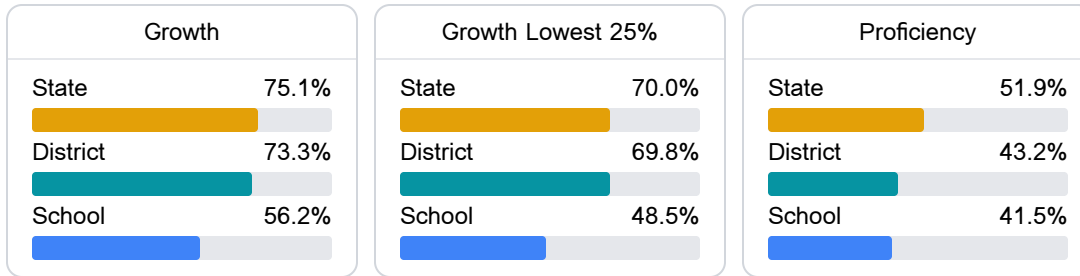 Growth
State 75.1%
District 73.3%
School 56.2%
Growth Lowest 25%
State 70.0%
District 69.8%
School 48.5%
Proficiency
State 51.9%
District 43.2%
School 41.5%